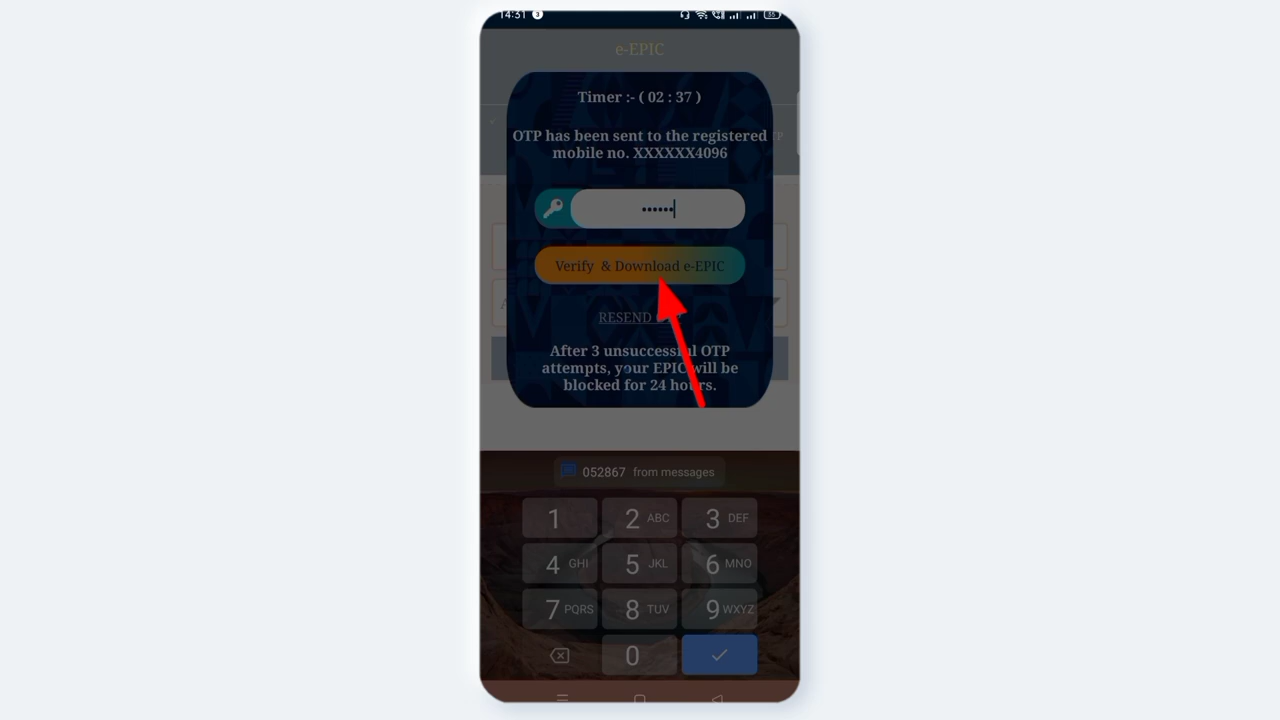 14:31 3 55
e-EPIC
Timer :- ( 02 : 37 )
OTP has been sent to the registered
mobile no. XXXXXX4096
••••••
Verify & Download e-EPIC
RESEND
After 3 unsuccessful OTP
attempts, your EPIC will be
blocked for 24 hours.
052867 from messages
1 2 ABC 3 DEF
4 GHI 5 JKL 6 MNO
7 PQRS 8 TUV 9 WXYZ
0